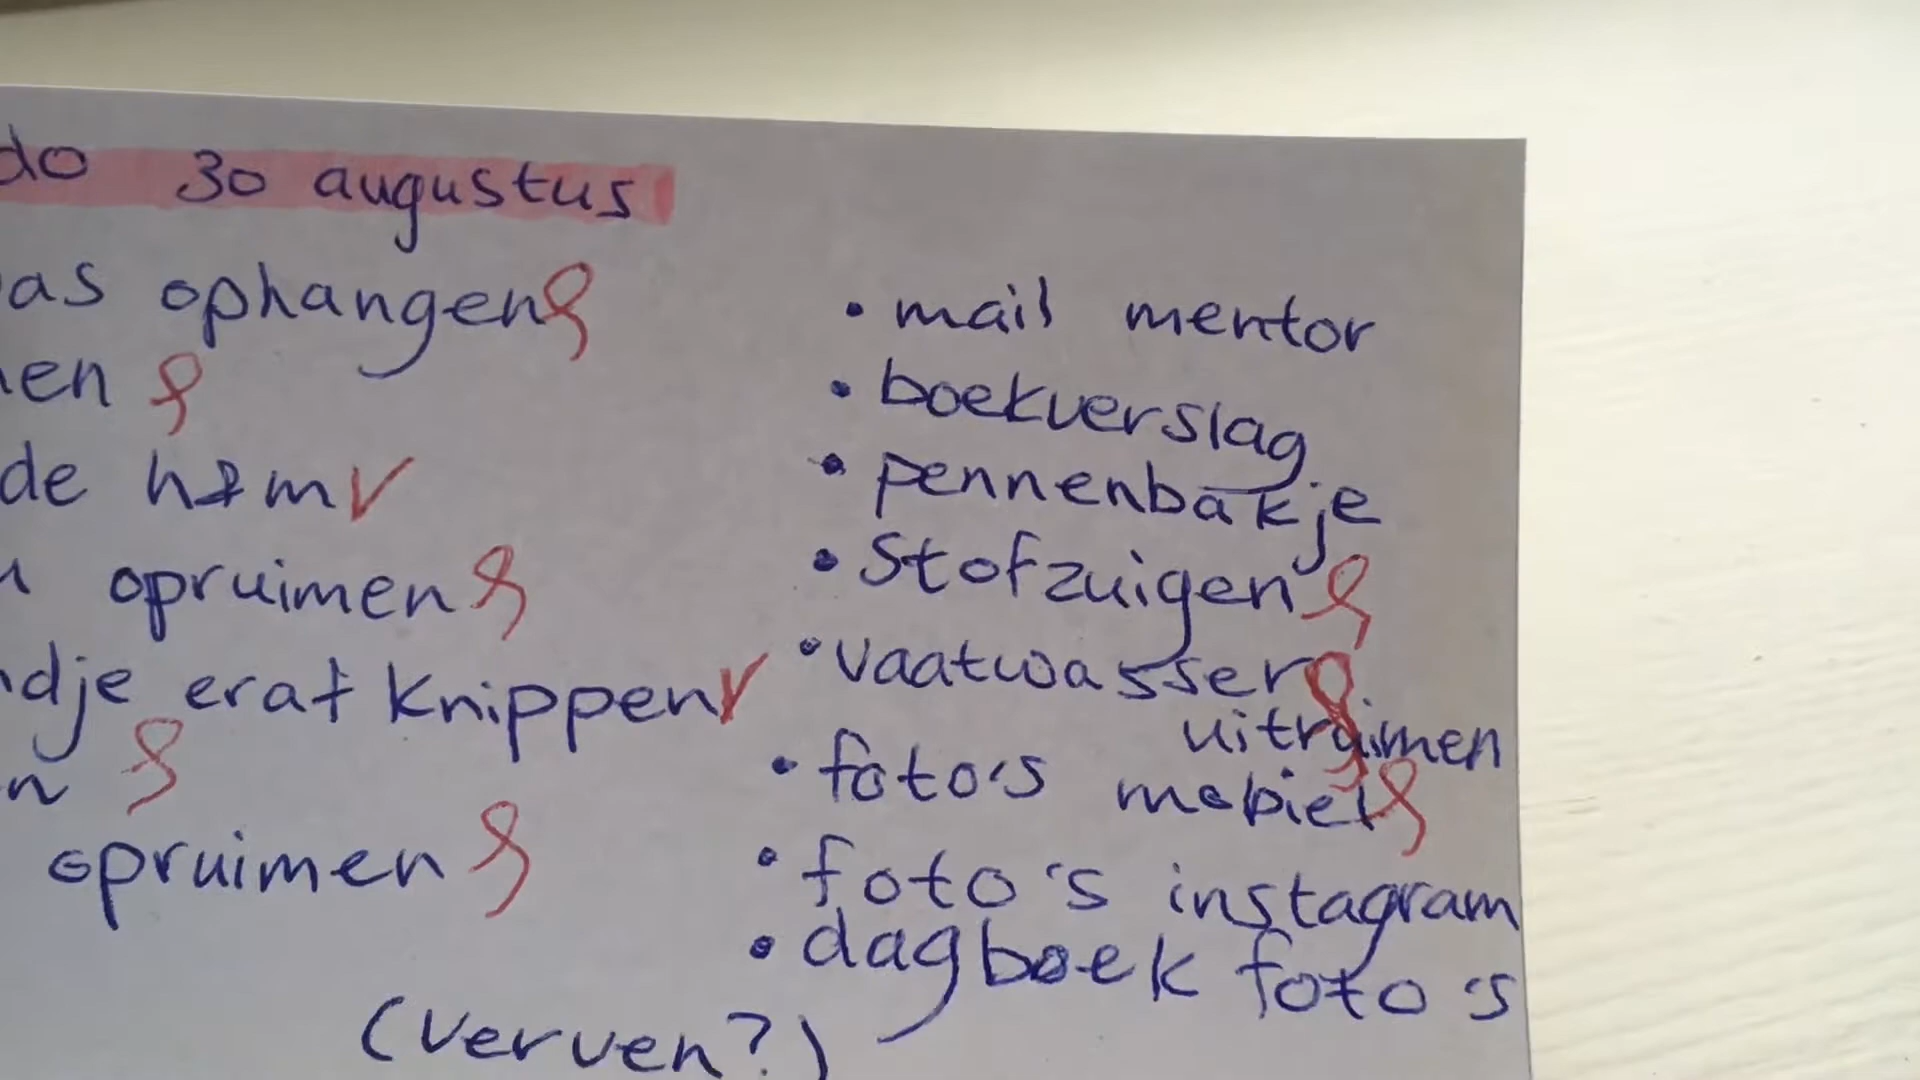 do 30 augustus
as ophangen
en
de h&m
opruimen
dje eraf knippen
n
opruimen
(verven?)
• mail mentor
• boekverslag
• pennenbakje
• Stofzuigen
• vaatwasser
uitruimen
• foto's mobiel
• foto's instagram
• dagboek foto's